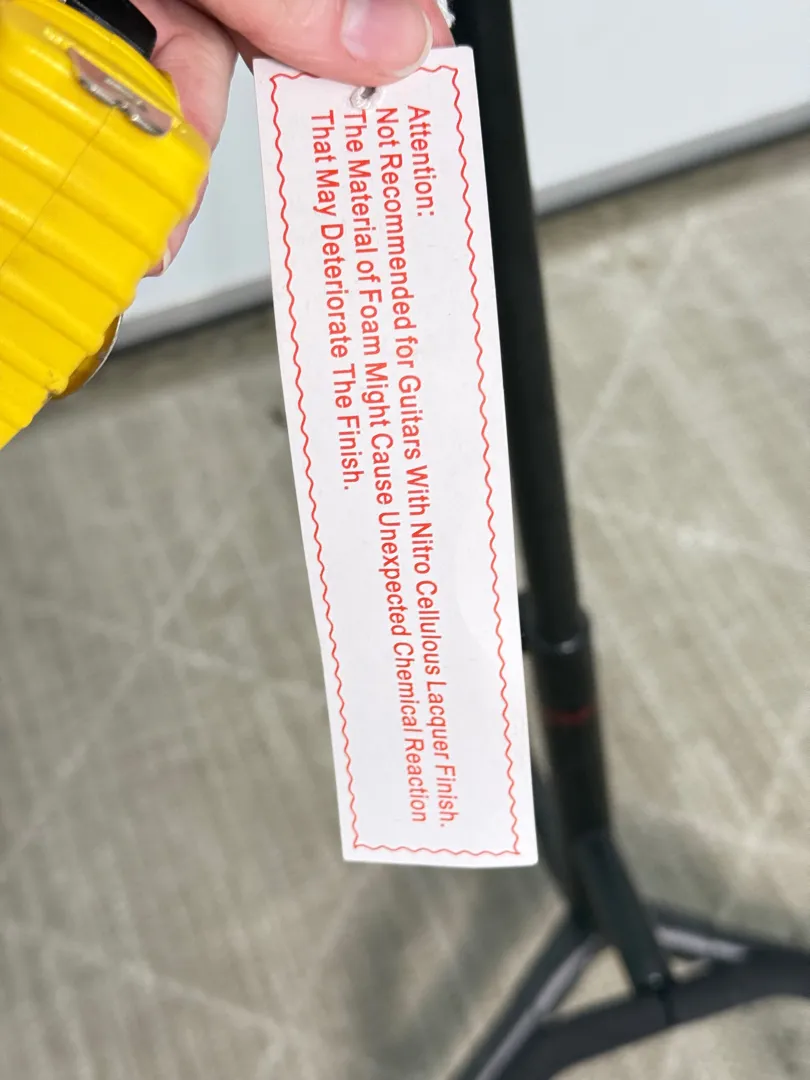 Attention:
Not Recommended for Guitars With Nitro Cellulous Lacquer Finish.
The Material of Foam Might Cause Unexpected Chemical Reaction
That May Deteriorate The Finish.